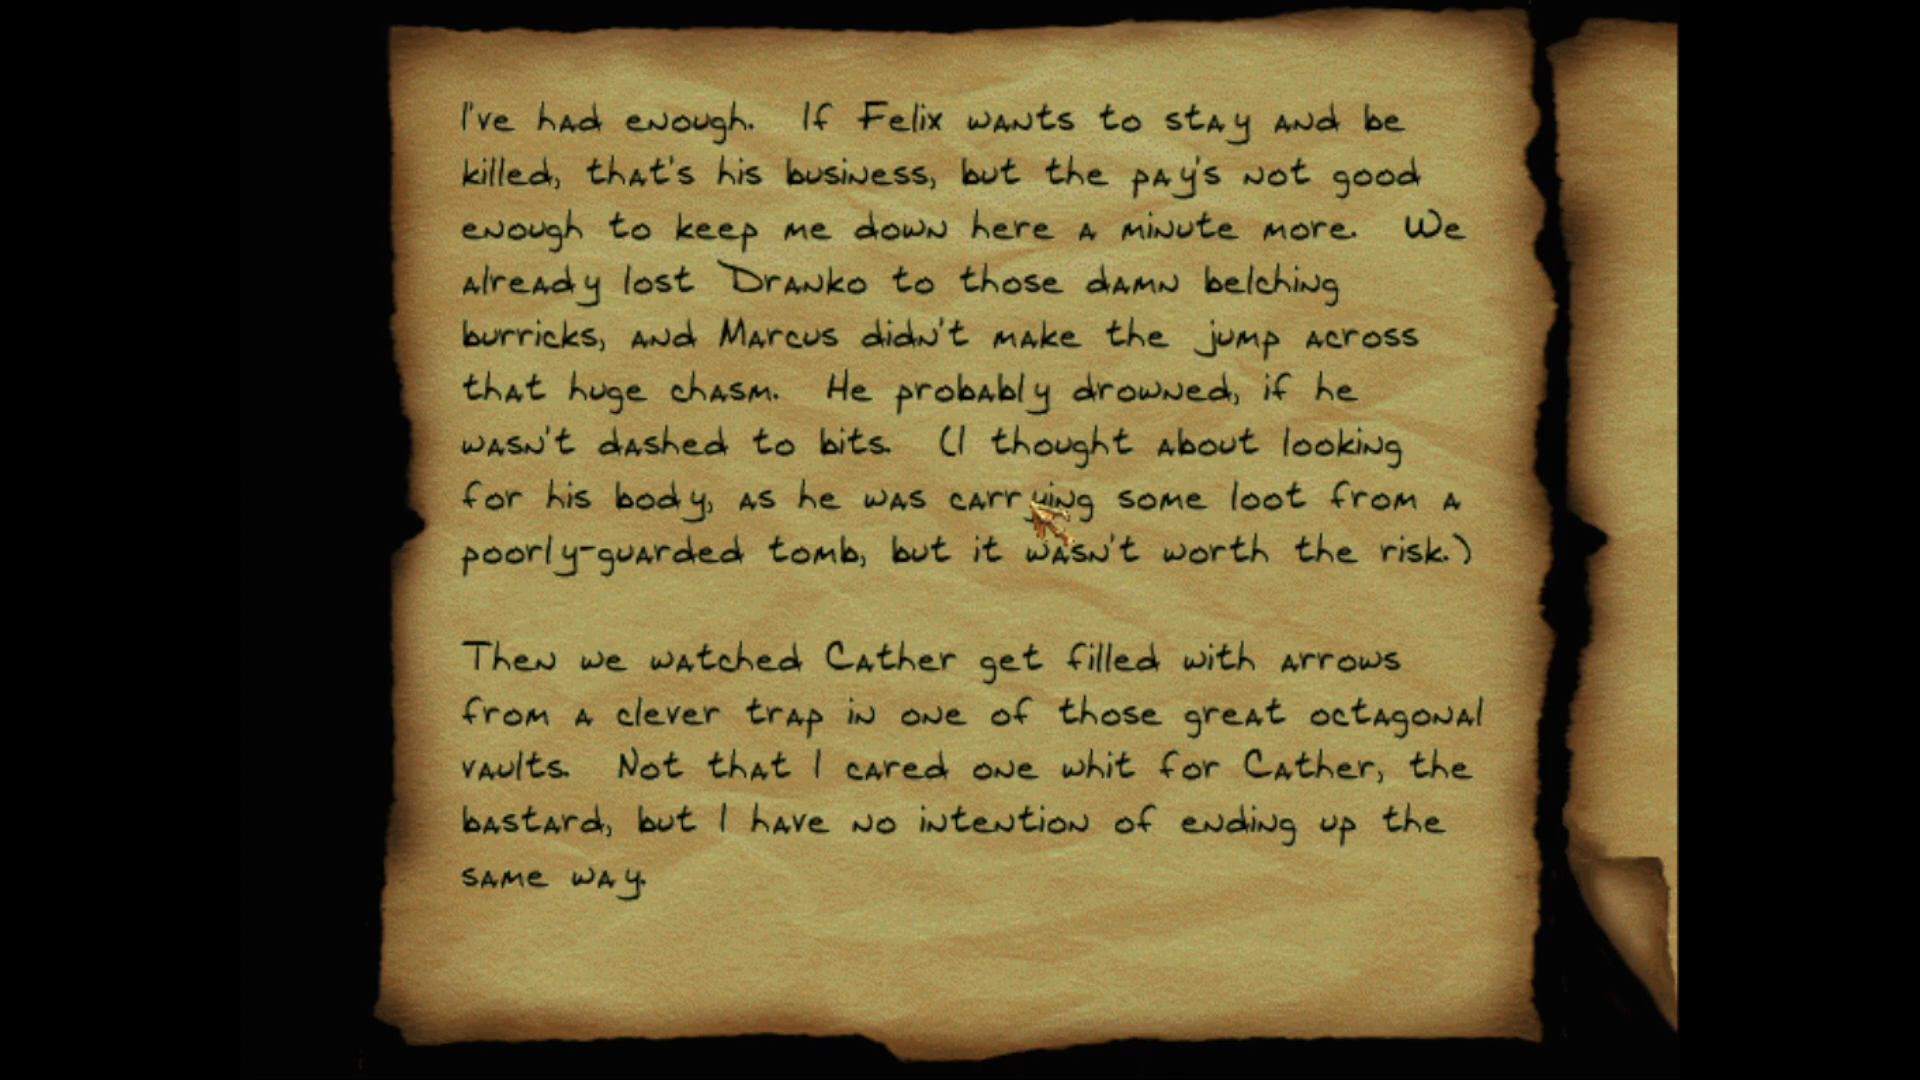 I've had enough.  If Felix wants to stay and be
killed, that's his business, but the pay's not good
enough to keep me down here a minute more.  We
already lost Dranko to those damn belching
burricks, and Marcus didn't make the jump across
that huge chasm.  He probably drowned, if he
wasn't dashed to bits.  (I thought about looking
for his body, as he was carrying some loot from a
poorly-guarded tomb, but it wasn't worth the risk.)

Then we watched Cather get filled with arrows
from a clever trap in one of those great octagonal
vaults.  Not that I cared one whit for Cather, the
bastard, but I have no intention of ending up the
same way.